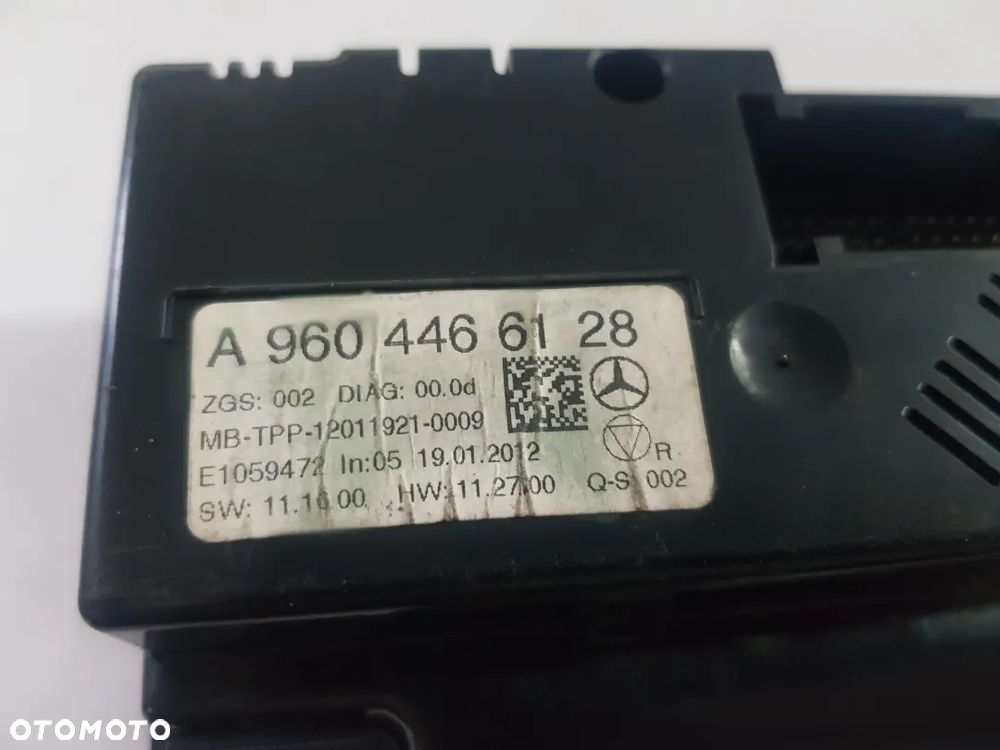 A 960 446 61 28
ZGS: 002 DIAG: 00.0d
MB-TPP-12011921-0009
E1059472 In:05 19.01.2012
R
SW: 11.16.00 HW: 11.27.00 Q-S 002
OTOMOTO